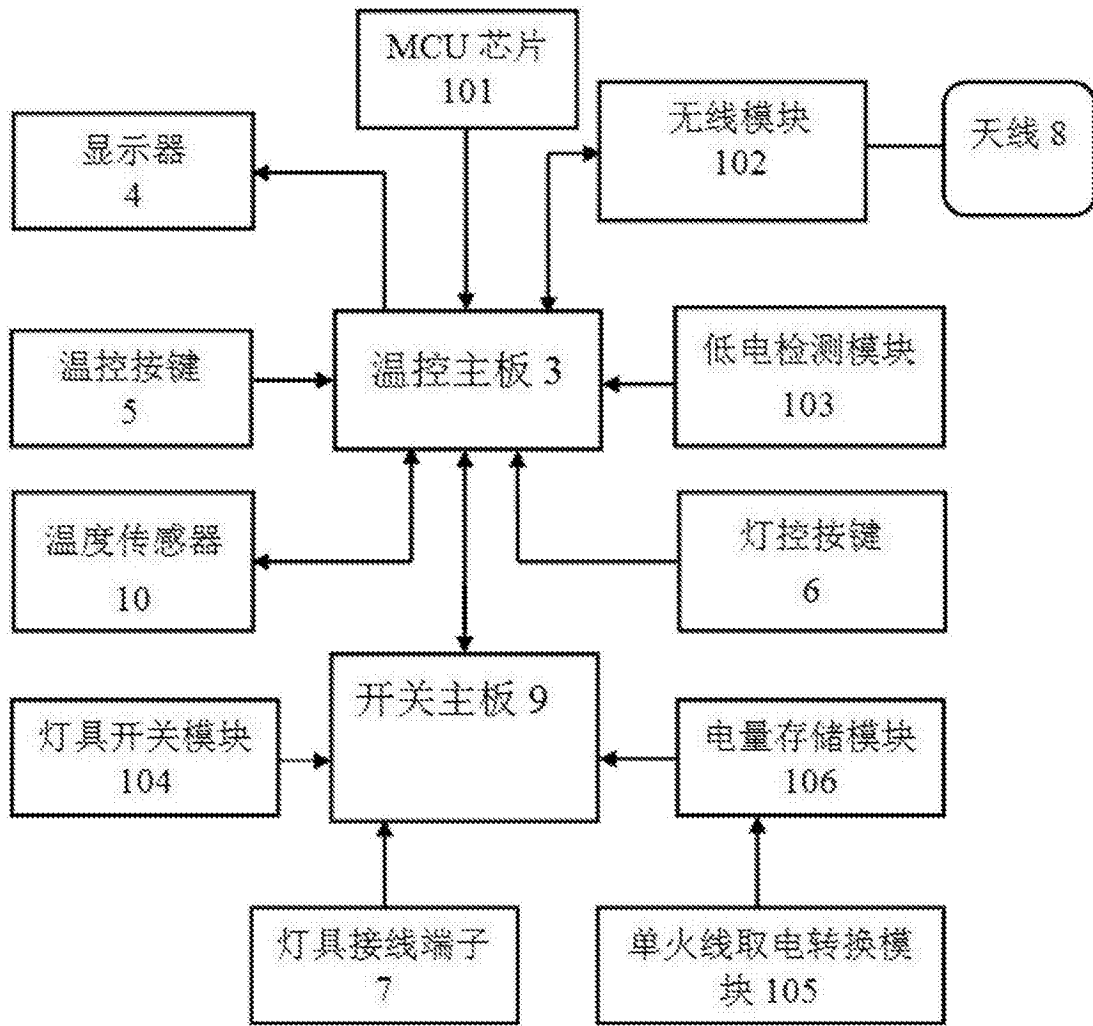 MCU 芯片
101
显示器
4
无线模块
102
天线 8
温控按键
5
温控主板 3
低电检测模块
103
温度传感器
10
灯控按键
6
开关主板 9
灯具开关模块
104
电量存储模块
106
灯具接线端子
7
单火线取电转换模
块 105